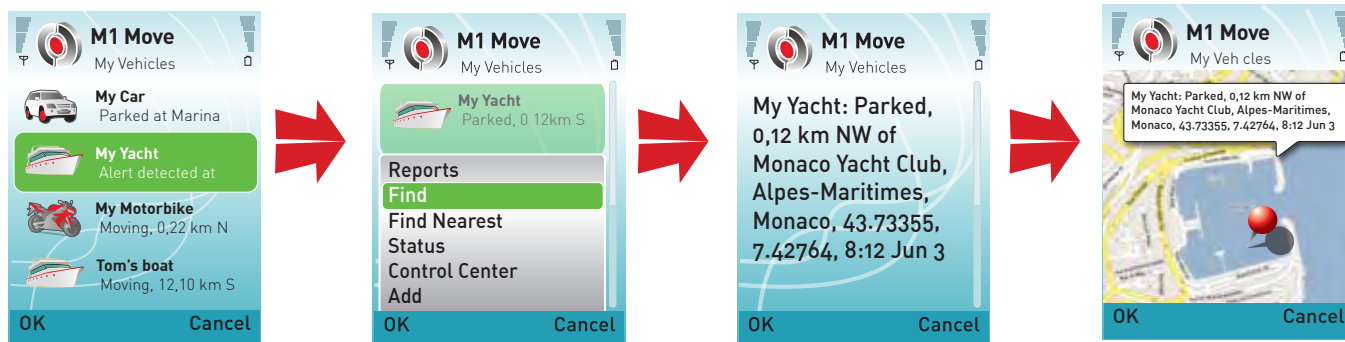 M1 Move
My Vehicles
My Car
Parked at Marina
My Yacht
Alert detected at
My Motorbike
Moving, 0,22 km N
Tom's boat
Moving, 12,10 km S
OK Cancel
M1 Move
My Vehicles
My Yacht
Parked, 0 12km S
Reports
Find
Find Nearest
Status
Control Center
Add
OK Cancel
M1 Move
My Vehicles
My Yacht: Parked,
0,12 km NW of
Monaco Yacht Club,
Alpes-Maritimes,
Monaco, 43.73355,
7.42764, 8:12 Jun 3
OK Cancel
M1 Move
My Veh cles
My Yacht: Parked, 0,12 km NW of
Monaco Yacht Club, Alpes-Maritimes,
Monaco, 43.73355, 7.42764, 8:12 Jun 3
OK Cancel